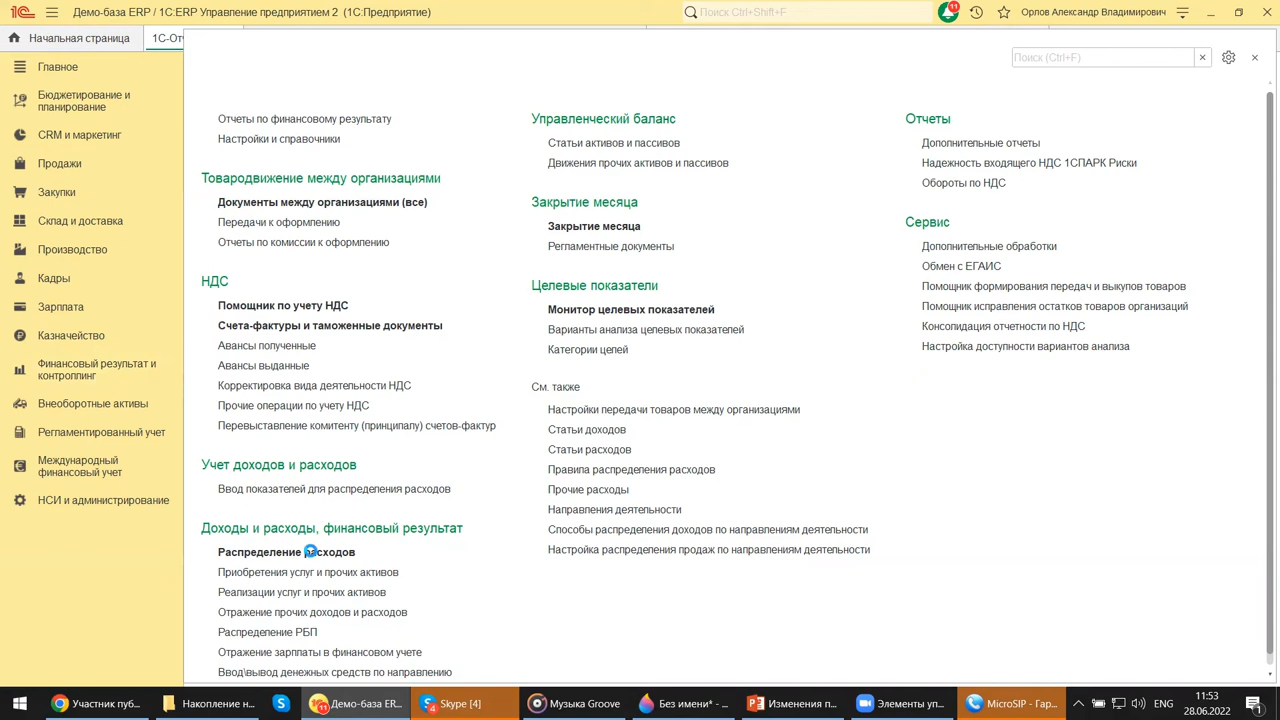 Демо-база ERP / 1C:ERP Управление предприятием 2 (1С:Предприятие)
Поиск Ctrl+Shift+F
11
Орлов Александр Владимирович
Начальная страница
1С-От
Поиск (Ctrl+F)
Главное
Бюджетирование и
планирование
CRM и маркетинг
Продажи
Закупки
Склад и доставка
Производство
Кадры
Зарплата
Казначейство
Финансовый результат и
контроллинг
Внеоборотные активы
Регламентированный учет
Международный
финансовый учет
НСИ и администрирование
Отчеты по финансовому результату
Настройки и справочники
Товародвижение между организациями
Документы между организациями (все)
Передачи к оформлению
Отчеты по комиссии к оформлению
НДС
Помощник по учету НДС
Счета-фактуры и таможенные документы
Авансы полученные
Авансы выданные
Корректировка вида деятельности НДС
Прочие операции по учету НДС
Перевыставление комитенту (принципалу) счетов-фактур
Учет доходов и расходов
Ввод показателей для распределения расходов
Доходы и расходы, финансовый результат
Распределение расходов
Приобретения услуг и прочих активов
Реализации услуг и прочих активов
Отражение прочих доходов и расходов
Распределение РБП
Отражение зарплаты в финансовом учете
Ввод\вывод денежных средств по направлению
Управленческий баланс
Статьи активов и пассивов
Движения прочих активов и пассивов
Закрытие месяца
Закрытие месяца
Регламентные документы
Целевые показатели
Монитор целевых показателей
Варианты анализа целевых показателей
Категории целей
См. также
Настройки передачи товаров между организациями
Статьи доходов
Статьи расходов
Правила распределения расходов
Прочие расходы
Направления деятельности
Способы распределения доходов по направлениям деятельности
Настройка распределения продаж по направлениям деятельности
Отчеты
Дополнительные отчеты
Надежность входящего НДС 1СПАРК Риски
Обороты по НДС
Сервис
Дополнительные обработки
Обмен с ЕГАИС
Помощник формирования передач и выкупов товаров
Помощник исправления остатков товаров организаций
Консолидация отчетности по НДС
Настройка доступности вариантов анализа
Участник пуб...
Накопление н...
11
Демо-база ER...
4
Skype [4]
Музыка Groove
Без имени* - ...
Изменения п...
Элементы уп...
MicroSIP - Гар...
ENG
11:53
28.06.2022
1